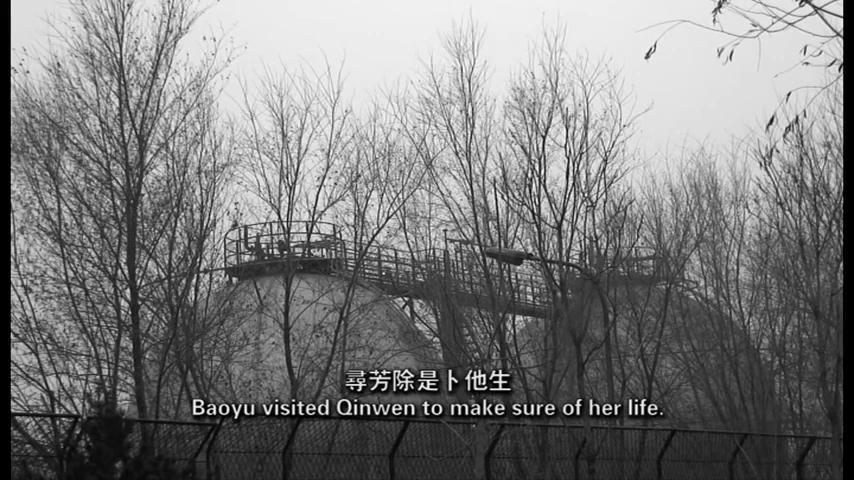 尋芳除是卜他生
Baoyu visited Qinwen to make sure of her life.